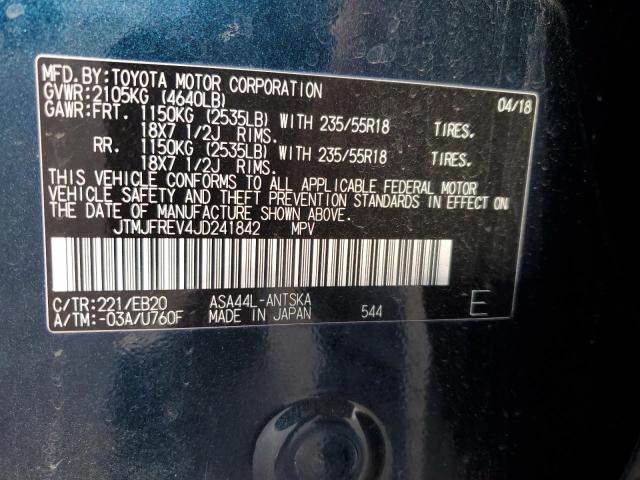 MFD.BY:TOYOTA MOTOR CORPORATION 04/18
GVWR:2105KG (4640LB)
GAWR:FRT. 1150KG (2535LB) WITH 235/55R18 TIRES.
18X7 1/2J RIMS.
RR. 1150KG (2535LB) WITH 235/55R18 TIRES.
18X7 1/2J RIMS.
THIS VEHICLE CONFORMS TO ALL APPLICABLE FEDERAL MOTOR
VEHICLE SAFETY AND THEFT PREVENTION STANDARDS IN EFFECT ON
THE DATE OF MANUFACTURE SHOWN ABOVE.
JTMJFREV4JD241842 MPV
C/TR:221/EB20 ASA44L-ANTSKA
A/TM:-03A/U760F MADE IN JAPAN 544 E